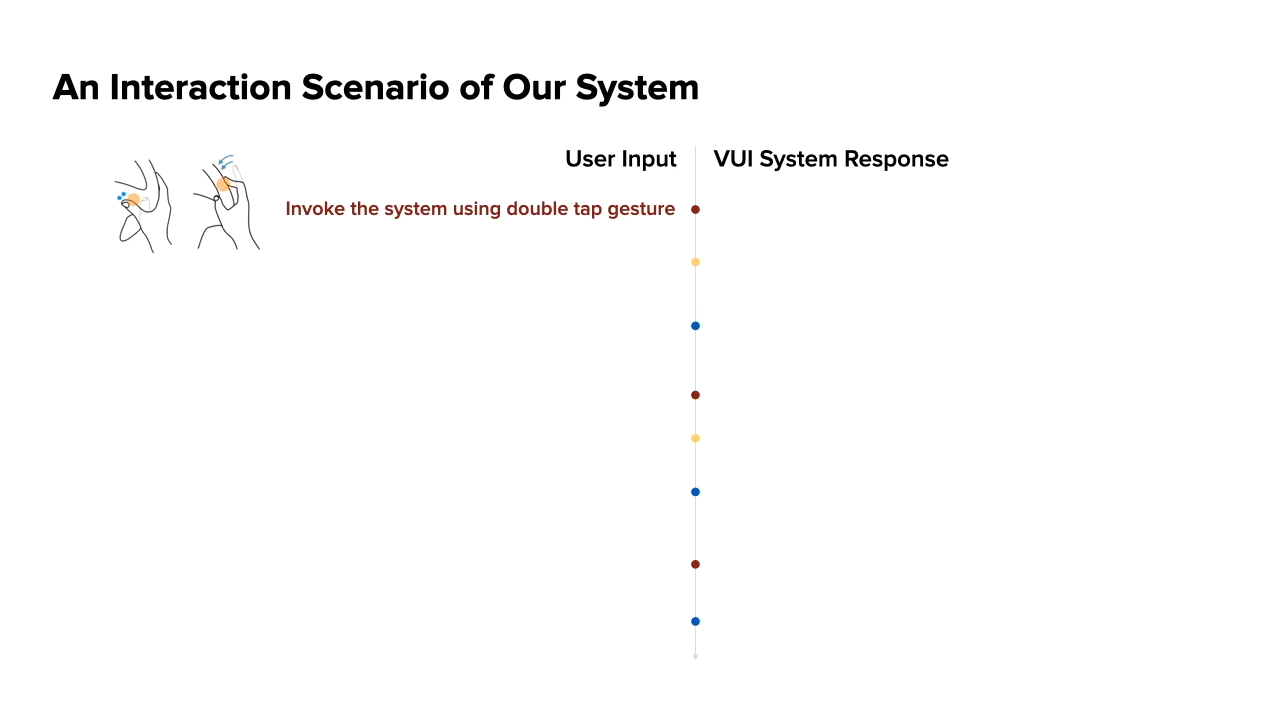 An Interaction Scenario of Our System
User Input
VUI System Response
Invoke the system using double tap gesture